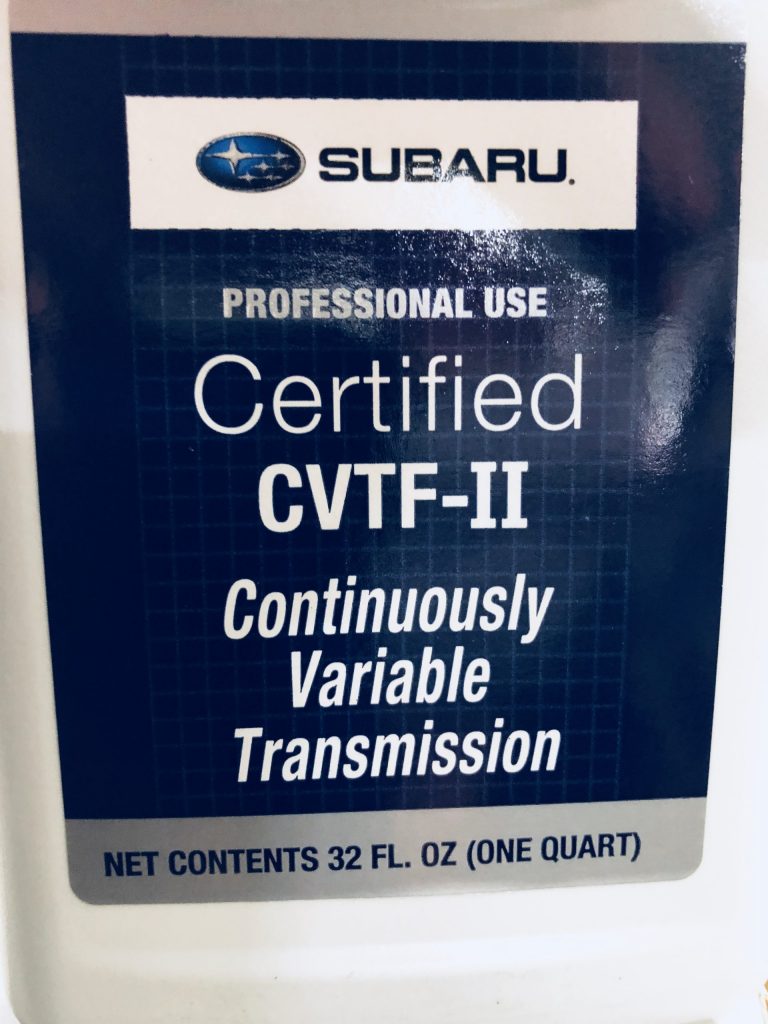 SUBARU.
PROFESSIONAL USE
Certified
CVTF-II
Continuously
Variable
Transmission
NET CONTENTS 32 FL. OZ (ONE QUART)